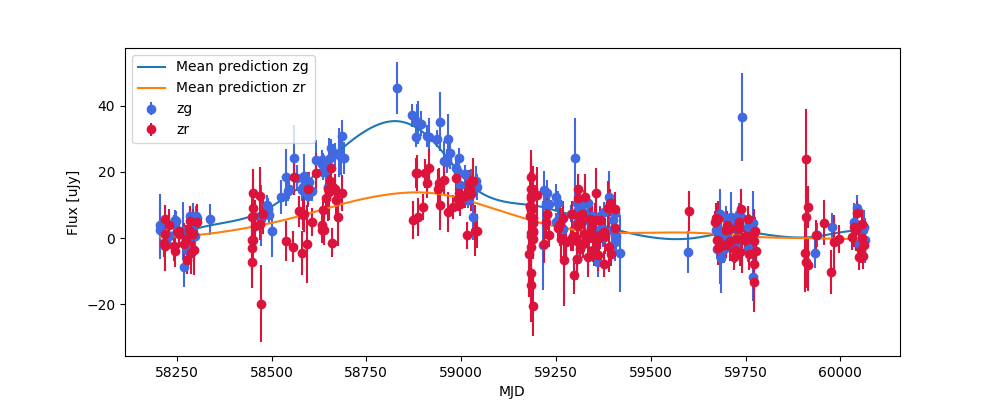 Mean prediction zg
Mean prediction zr
zg
zr
Flux [uJy]
40
20
0
−20
58250 58500 58750 59000 59250 59500 59750 60000
MJD